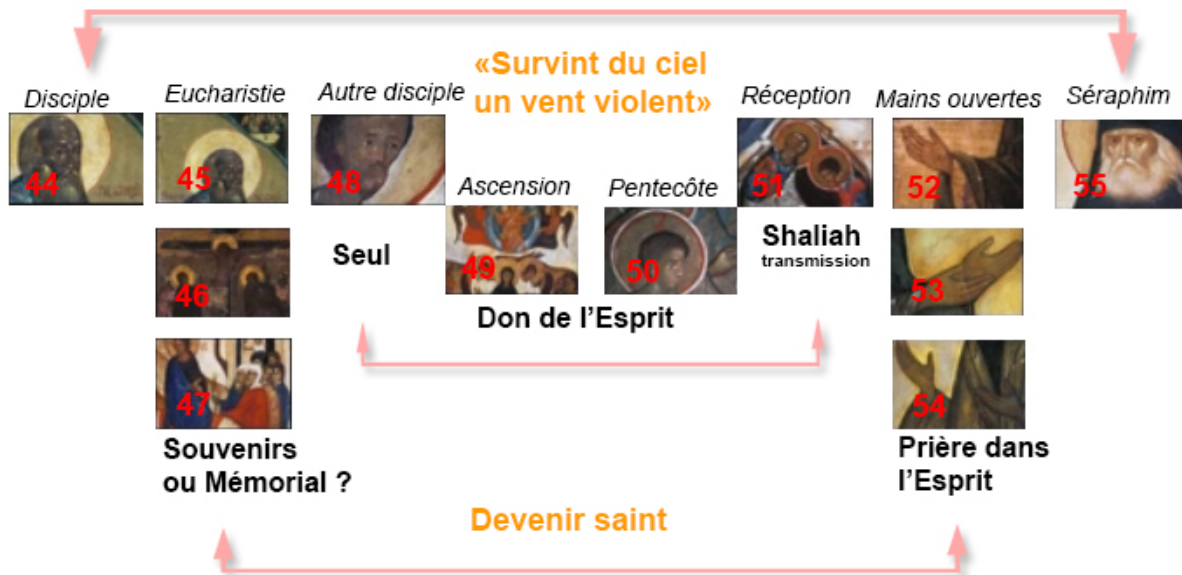 «Survint du ciel
un vent violent»
Disciple
Eucharistie
Autre disciple
Réception
Mains ouvertes
Séraphim
44
45
48
51
52
55
Ascension
Pentecôte
49
50
Seul
Shaliah
transmission
46
53
Don de l'Esprit
47
54
Souvenirs
ou Mémorial ?
Prière dans
l'Esprit
Devenir saint